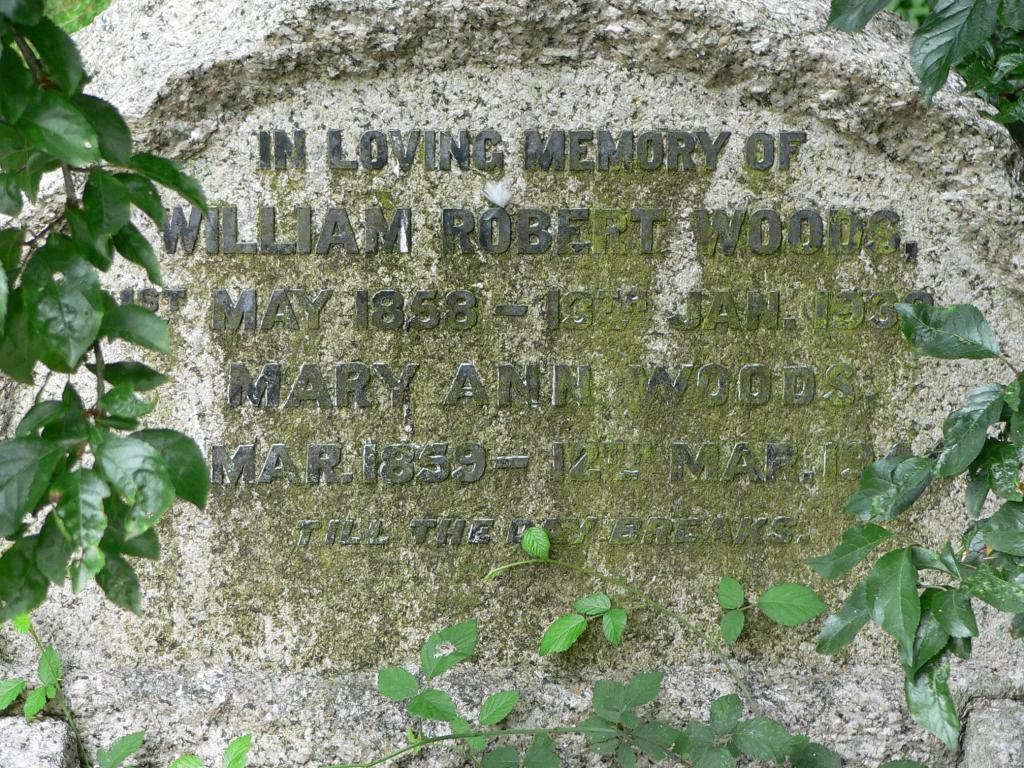 IN LOVING MEMORY OF
WILLIAM ROBERT WOODS,
MAY 1858 – JAN.
MARY ANN WOODS,
MAR. 1859 – 12TH MAR.
TILL THE DAY BREAKS.